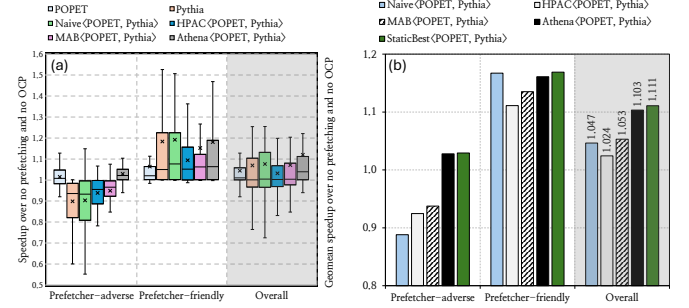 POPET
Pythia
Naive⟨POPET, Pythia⟩
HPAC⟨POPET, Pythia⟩
MAB⟨POPET, Pythia⟩
Athena⟨POPET, Pythia⟩
Speedup over no prefetching and no OCP
(a)
1,6
1,5
1,4
1,3
1,2
1,1
1
0,9
0,8
0,7
0,6
0,5
Prefetcher-adverse
Prefetcher-friendly
Overall
Naive⟨POPET, Pythia⟩
HPAC⟨POPET, Pythia⟩
MAB⟨POPET, Pythia⟩
Athena⟨POPET, Pythia⟩
StaticBest⟨POPET, Pythia⟩
Geomean speedup over no prefetching and no OCP
(b)
1,2
1,1
1,0
0,9
0,8
1,047
1,024
1,053
1,103
1,111
Prefetcher-adverse
Prefetcher-friendly
Overall